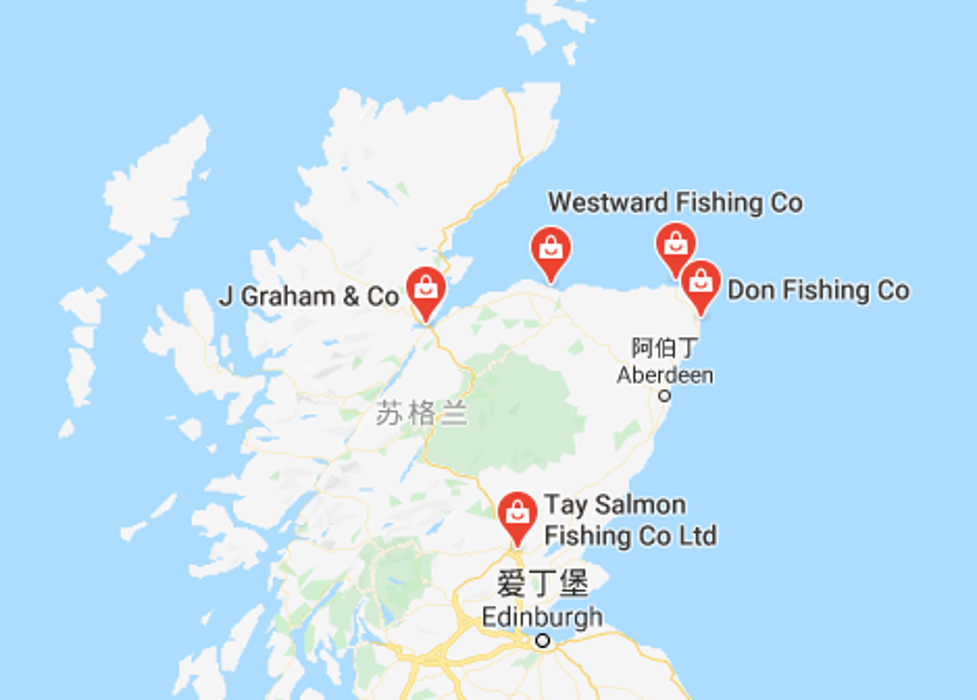 Westward Fishing Co
J Graham & Co
Don Fishing Co
阿伯丁
Aberdeen
苏格兰
Tay Salmon
Fishing Co Ltd
爱丁堡
Edinburgh